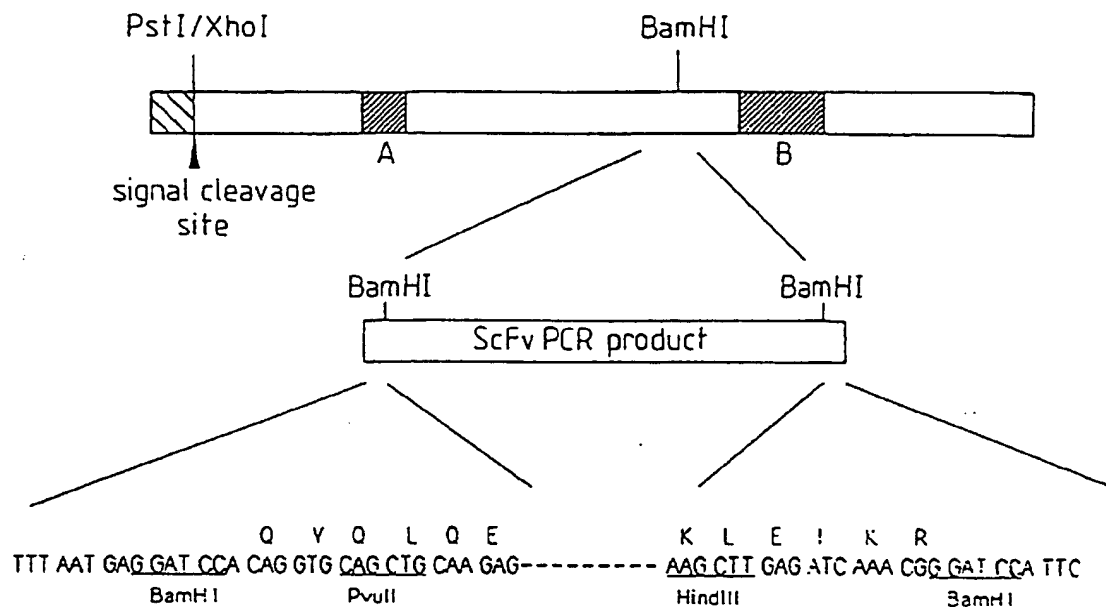 PstI/XhoI BamHI
A B
signal cleavage
site
BamHI BamHI
ScFv PCR product
Q V Q L Q E K L E I K R
TTT AAT GAG GAT CCA CAG GTG CAG CTG CAA GAG---------- AAG CTT GAG ATC AAA CGG GAT CCA TTC
BamHI PvuII HindIII BamHI